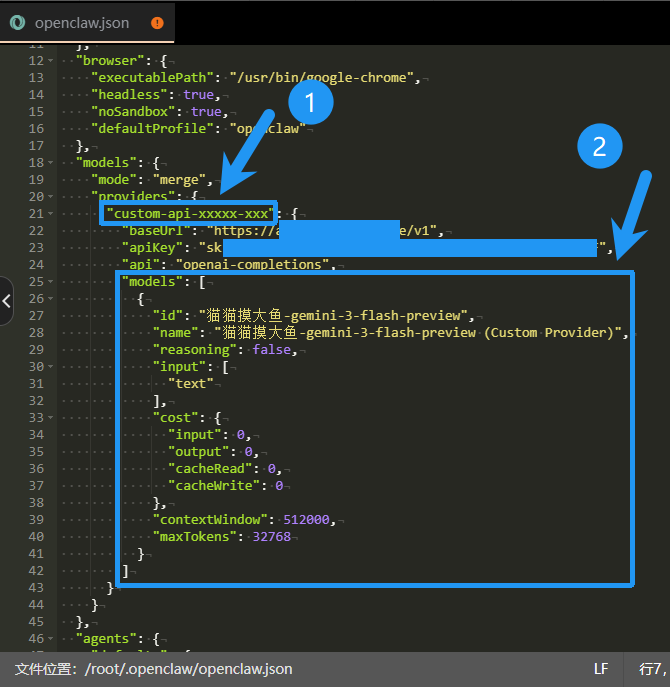 openclaw.json
11 },
12 "browser": {
13 "executablePath": "/usr/bin/google-chrome",
14 "headless": true,
15 "noSandbox": true,
16 "defaultProfile": "openclaw"
17 },
18 "models": {
19 "mode": "merge",
20 "providers": {
21 "custom-api-xxxxx-xxx": {
22 "baseUrl": "https://a e/v1",
23 "apiKey": "sk ",
24 "api": "openai-completions",
25 "models": [
26 {
27 "id": "猫猫摸大鱼-gemini-3-flash-preview",
28 "name": "猫猫摸大鱼-gemini-3-flash-preview (Custom Provider)",
29 "reasoning": false,
30 "input": [
31 "text"
32 ],
33 "cost": {
34 "input": 0,
35 "output": 0,
36 "cacheRead": 0,
37 "cacheWrite": 0
38 },
39 "contextWindow": 512000,
40 "maxTokens": 32768
41 }
42 ]
43 }
44 }
45 },
46 "agents": {
1
2
文件位置: /root/.openclaw/openclaw.json
LF
行7,